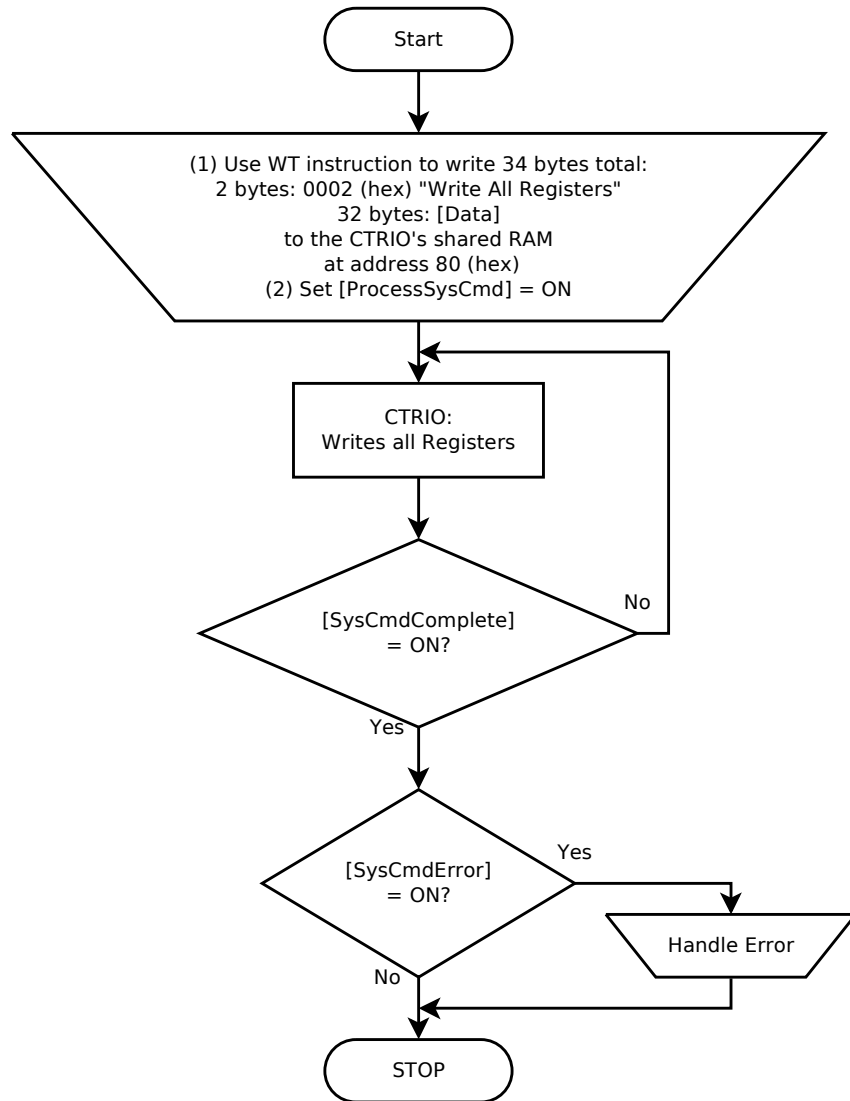 Start
(1) Use WT instruction to write 34 bytes total:
2 bytes: 0002 (hex) "Write All Registers"
32 bytes: [Data]
to the CTRIO's shared RAM
at address 80 (hex)
(2) Set [ProcessSysCmd] = ON
CTRIO:
Writes all Registers
[SysCmdComplete]
= ON?
No
Yes
[SysCmdError]
= ON?
Yes
Handle Error
No
STOP